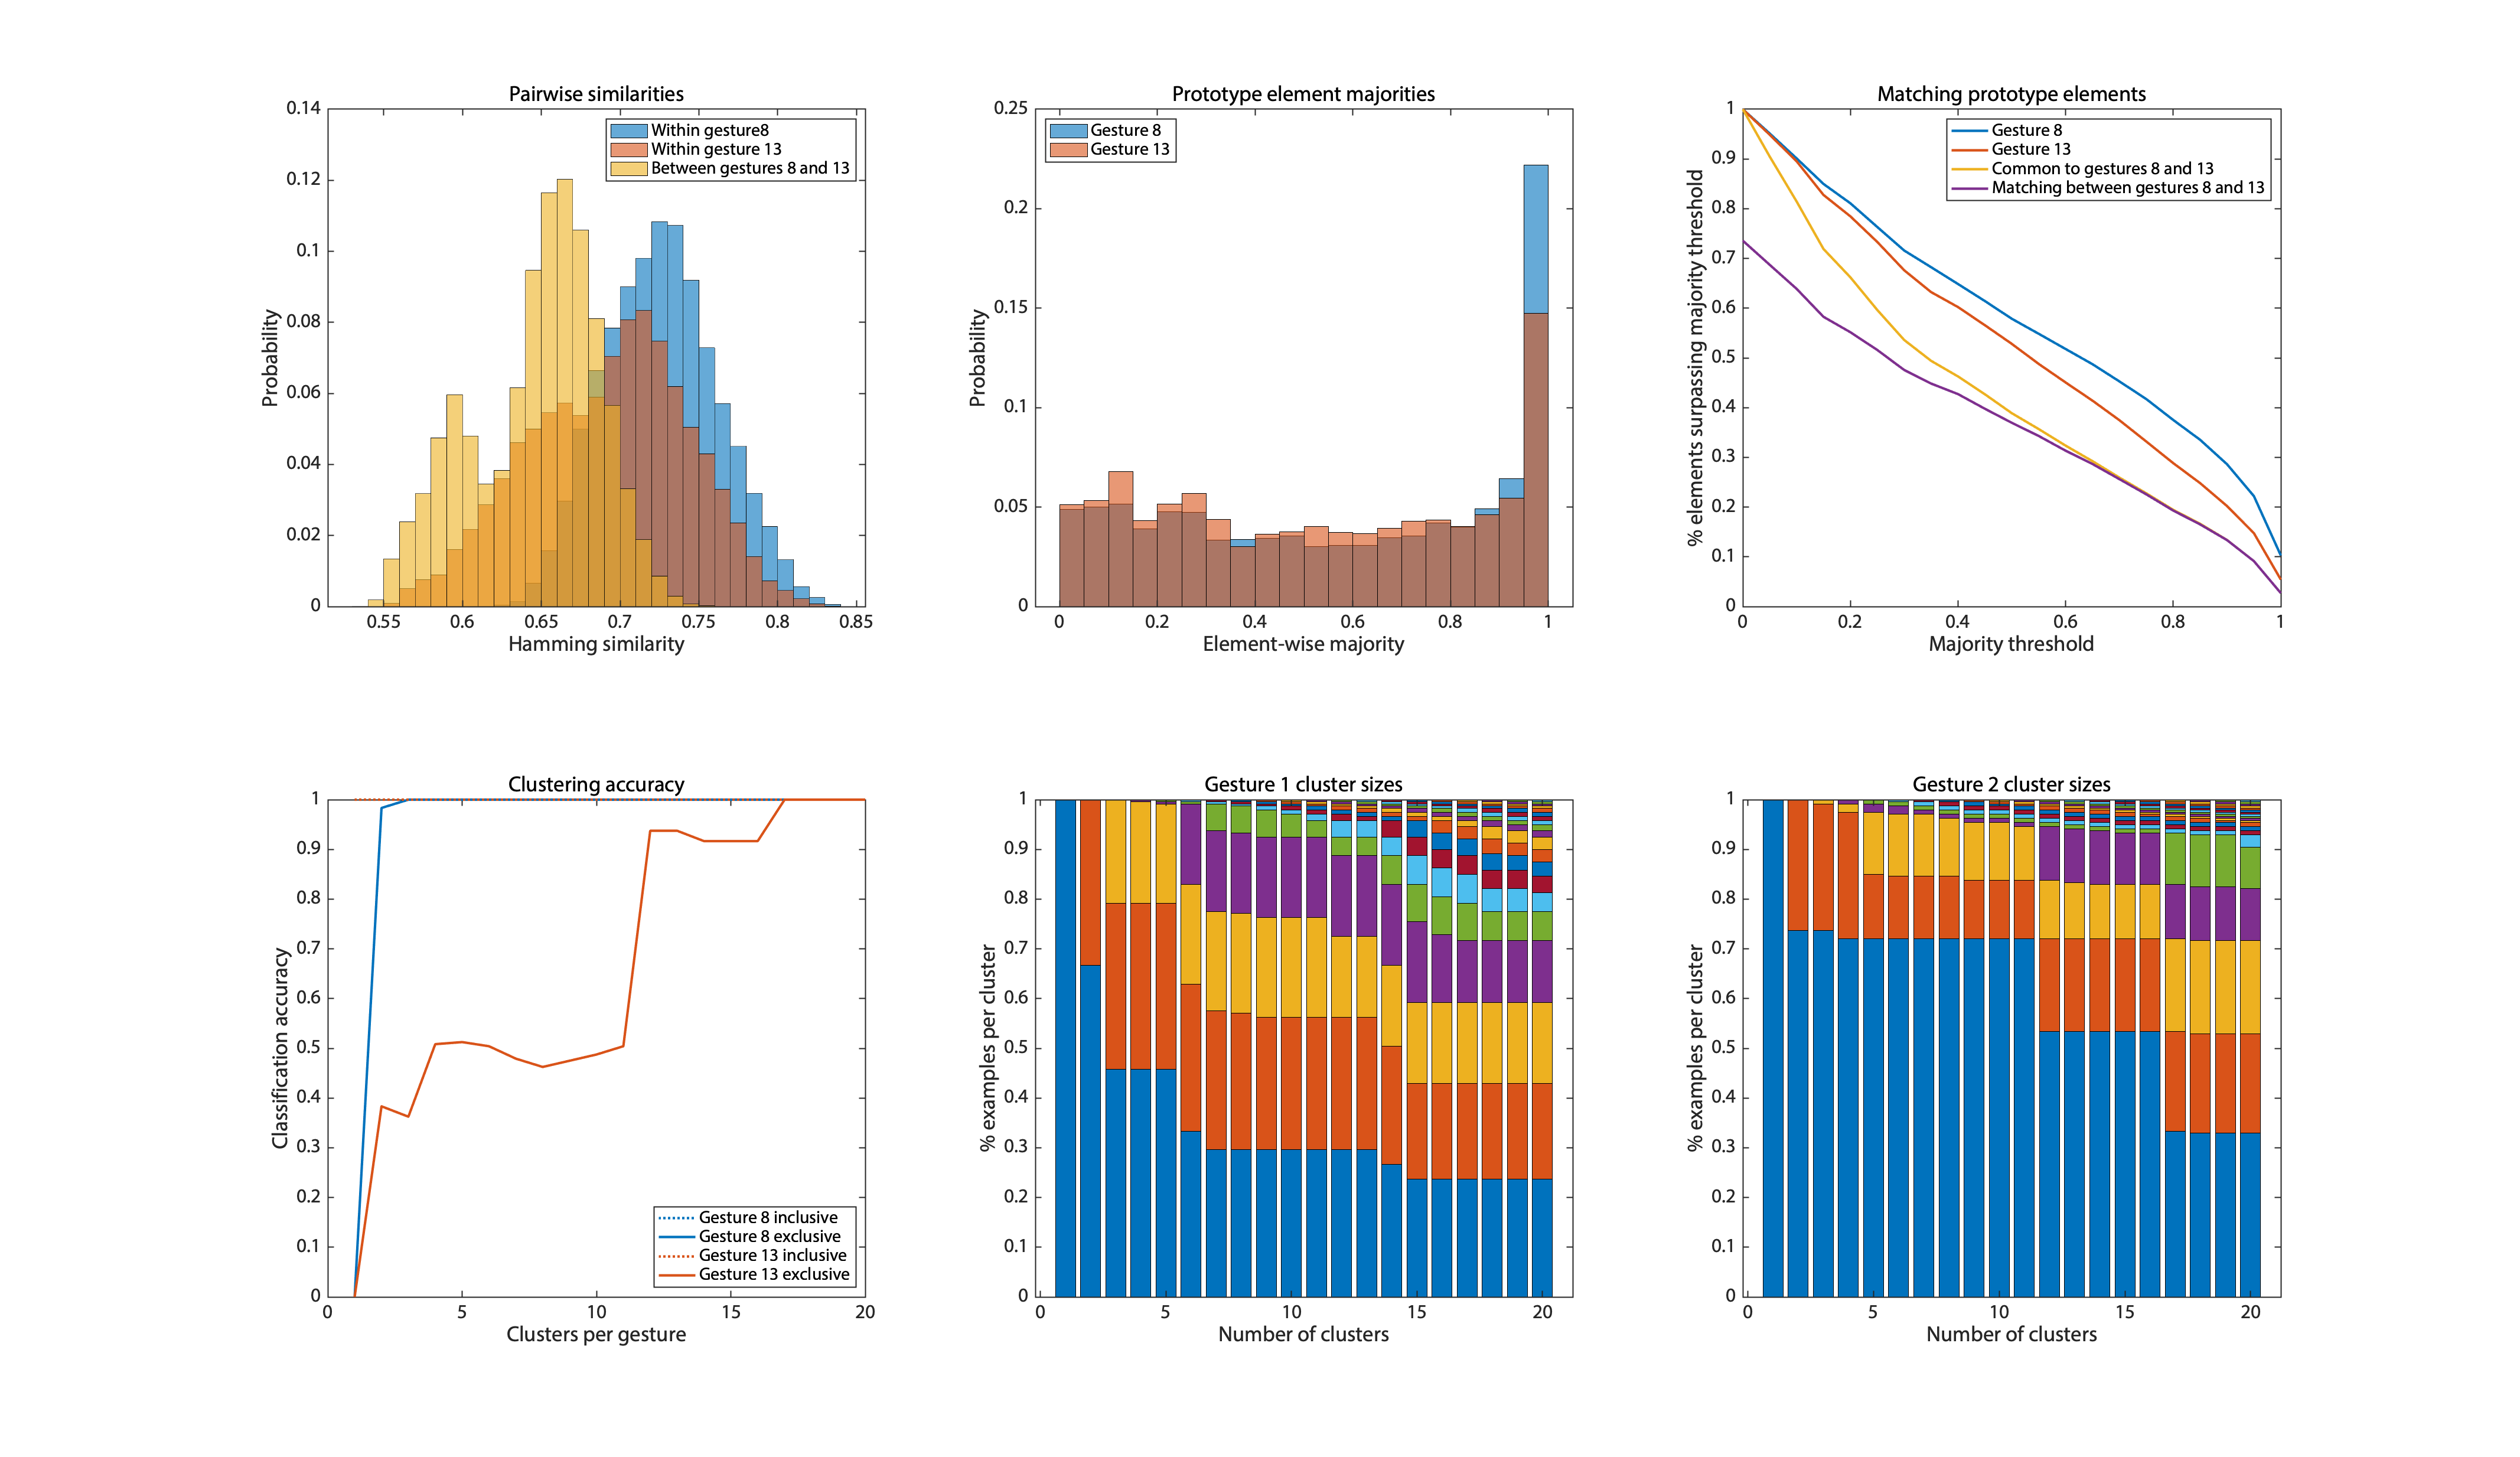 Pairwise similarities
0.14
0.12
0.1
0.08
0.06
0.04
0.02
0
Probability
Within gesture8
Within gesture 13
Between gestures 8 and 13
0.55 0.6 0.65 0.7 0.75 0.8 0.85
Hamming similarity
Prototype element majorities
0.25
0.2
0.15
0.1
0.05
0
Probability
Gesture 8
Gesture 13
0 0.2 0.4 0.6 0.8 1
Element-wise majority
Matching prototype elements
1
0.9
0.8
0.7
0.6
0.5
0.4
0.3
0.2
0.1
0
% elements surpassing majority threshold
Gesture 8
Gesture 13
Common to gestures 8 and 13
Matching between gestures 8 and 13
0 0.2 0.4 0.6 0.8 1
Majority threshold
Clustering accuracy
1
0.9
0.8
0.7
0.6
0.5
0.4
0.3
0.2
0.1
0
Classification accuracy
Gesture 8 inclusive
Gesture 8 exclusive
Gesture 13 inclusive
Gesture 13 exclusive
0 5 10 15 20
Clusters per gesture
Gesture 1 cluster sizes
1
0.9
0.8
0.7
0.6
0.5
0.4
0.3
0.2
0.1
0
% examples per cluster
0 5 10 15 20
Number of clusters
Gesture 2 cluster sizes
1
0.9
0.8
0.7
0.6
0.5
0.4
0.3
0.2
0.1
0
% examples per cluster
0 5 10 15 20
Number of clusters